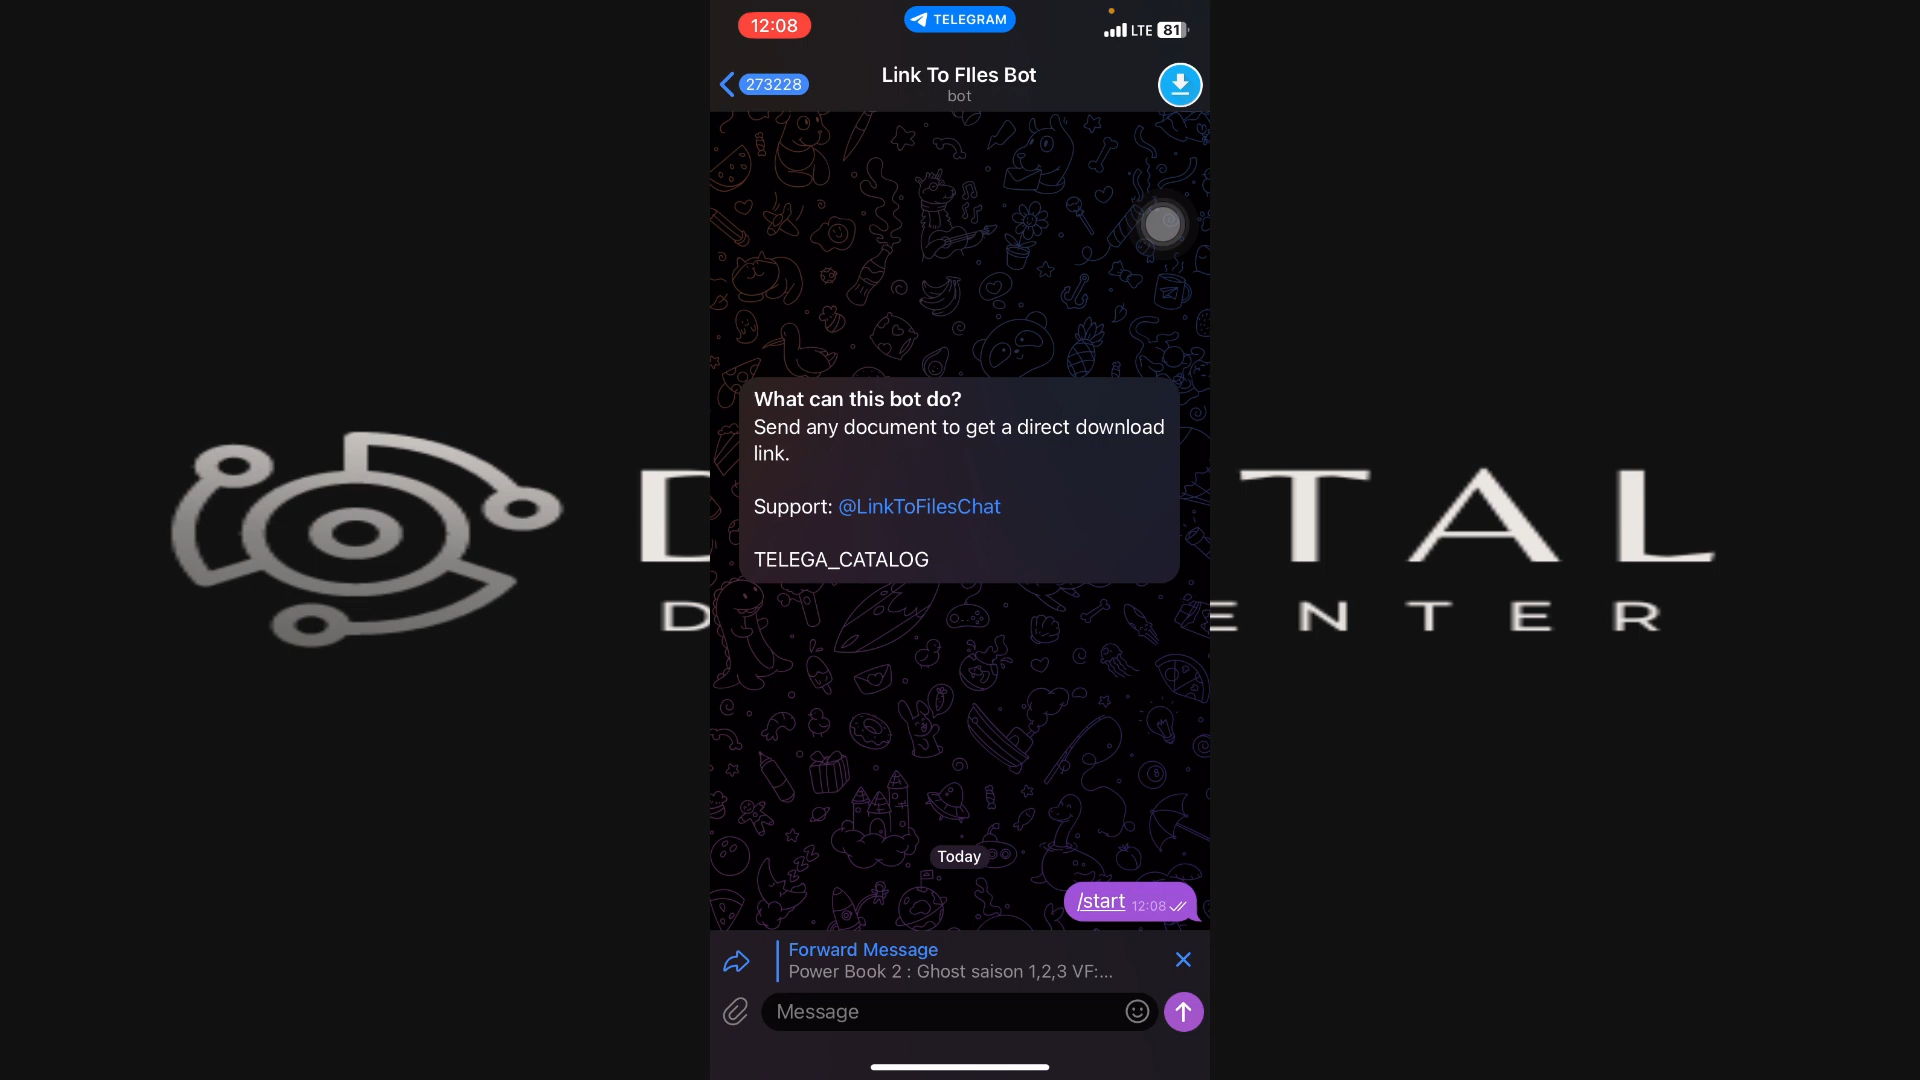 12:08
TELEGRAM
LTE 81
273228
Link To FIles Bot
bot
What can this bot do?
Send any document to get a direct download
link.
Support: @LinkToFilesChat
TELEGA_CATALOG
D TAL
D ENTER
Today
/start 12:08
Forward Message
Power Book 2 : Ghost saison 1,2,3 VF:...
Message